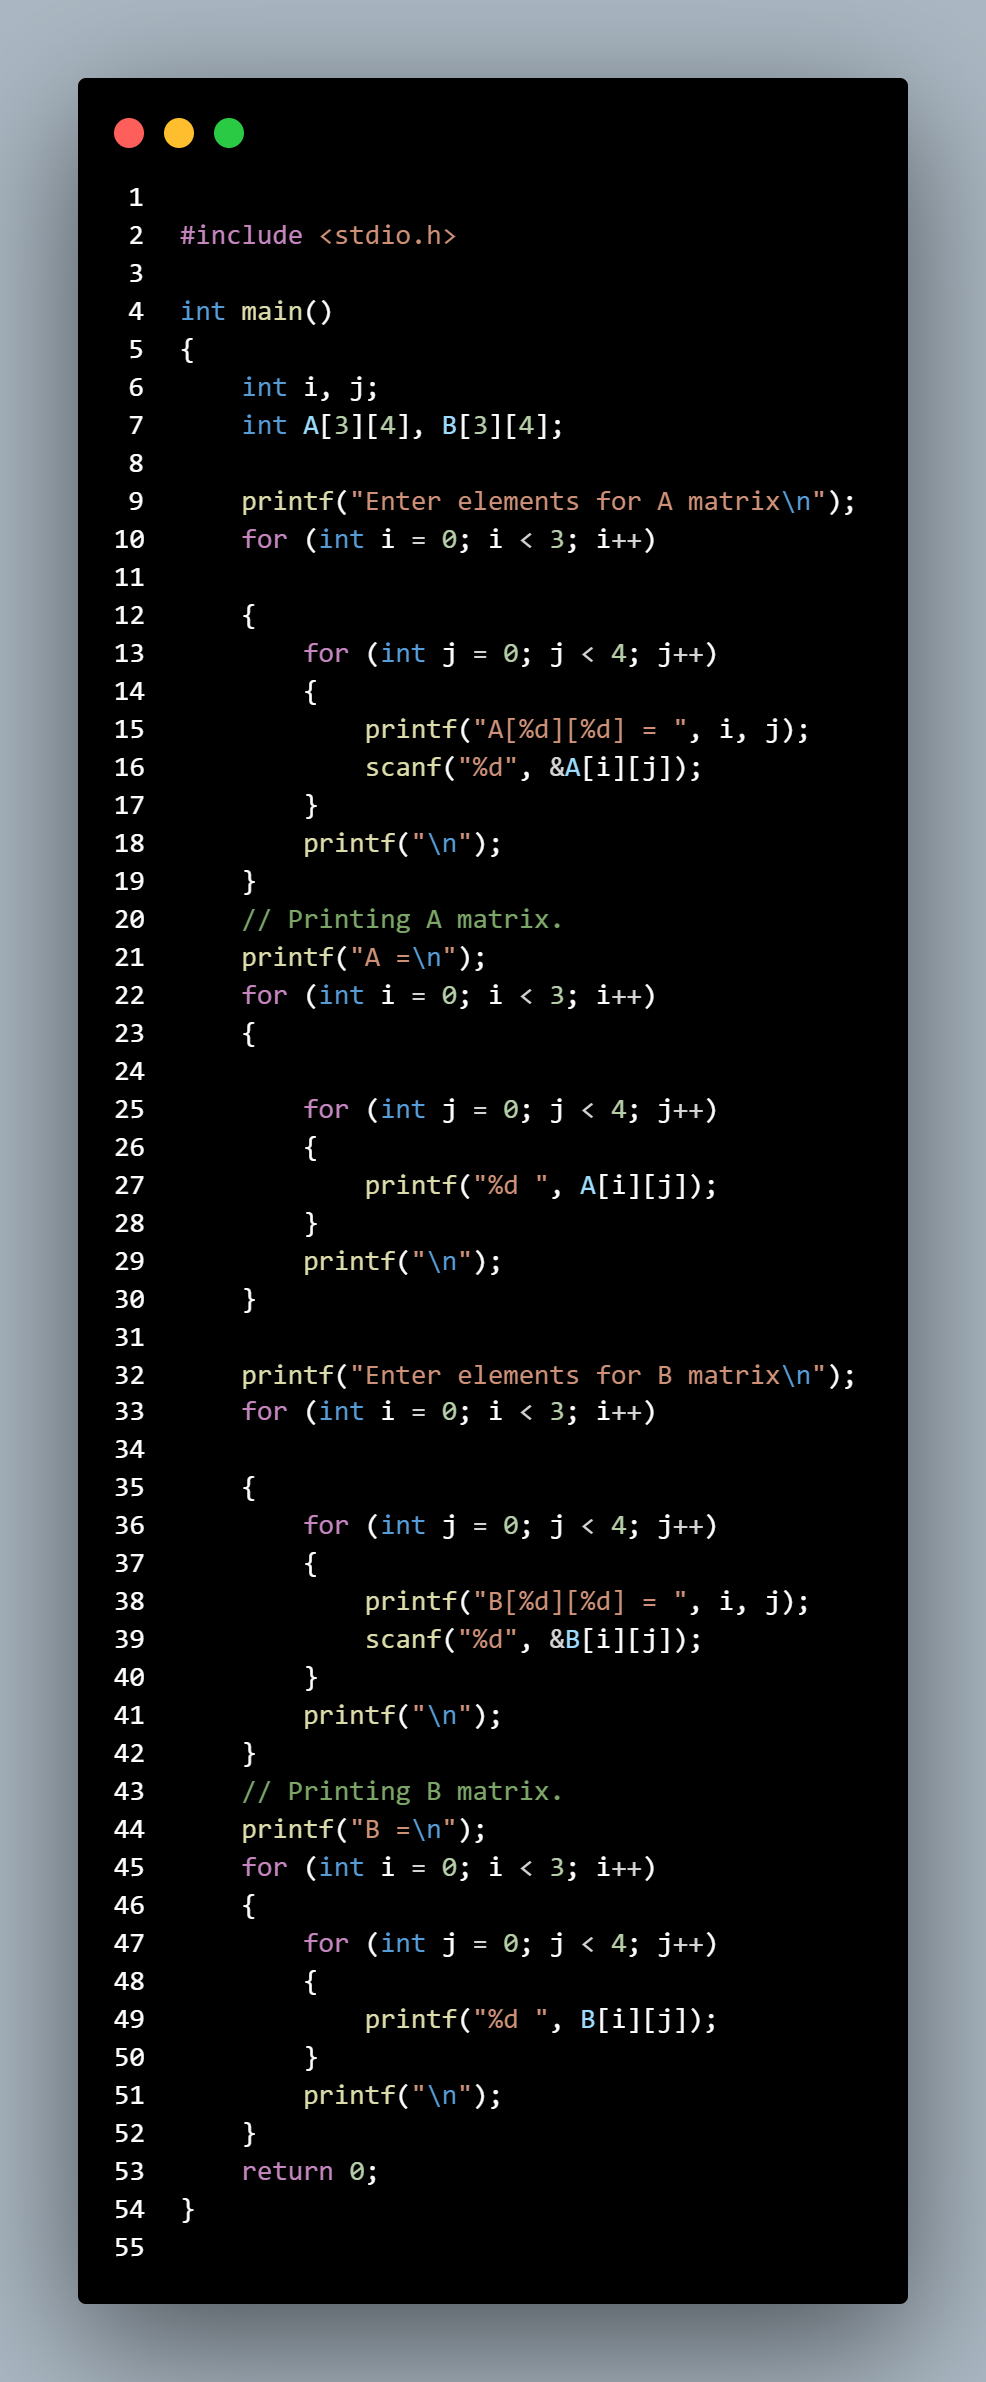 1
2 #include <stdio.h>
3
4 int main()
5 {
6     int i, j;
7     int A[3][4], B[3][4];
8
9     printf("Enter elements for A matrix\n");
10     for (int i = 0; i < 3; i++)
11
12     {
13         for (int j = 0; j < 4; j++)
14         {
15             printf("A[%d][%d] = ", i, j);
16             scanf("%d", &A[i][j]);
17         }
18         printf("\n");
19     }
20     // Printing A matrix.
21     printf("A =\n");
22     for (int i = 0; i < 3; i++)
23     {
24
25         for (int j = 0; j < 4; j++)
26         {
27             printf("%d ", A[i][j]);
28         }
29         printf("\n");
30     }
31
32     printf("Enter elements for B matrix\n");
33     for (int i = 0; i < 3; i++)
34
35     {
36         for (int j = 0; j < 4; j++)
37         {
38             printf("B[%d][%d] = ", i, j);
39             scanf("%d", &B[i][j]);
40         }
41         printf("\n");
42     }
43     // Printing B matrix.
44     printf("B =\n");
45     for (int i = 0; i < 3; i++)
46     {
47         for (int j = 0; j < 4; j++)
48         {
49             printf("%d ", B[i][j]);
50         }
51         printf("\n");
52     }
53     return 0;
54 }
55